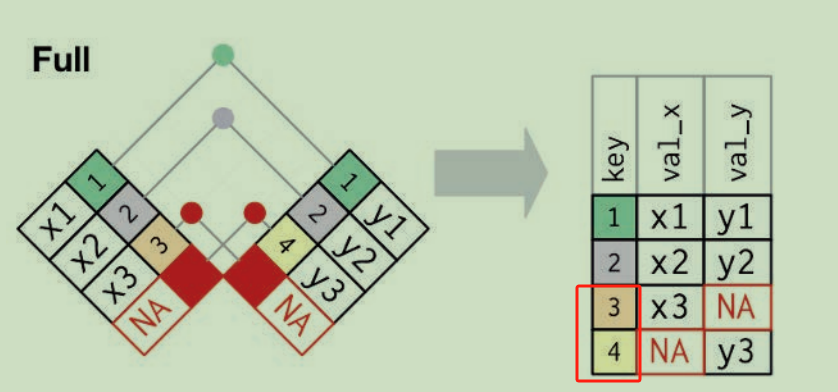 Full
1
x1
2
x2
3
x3
NA
1
y1
2
y2
4
y3
NA
key val_x val_y
1 x1 y1
2 x2 y2
3 x3 NA
4 NA y3